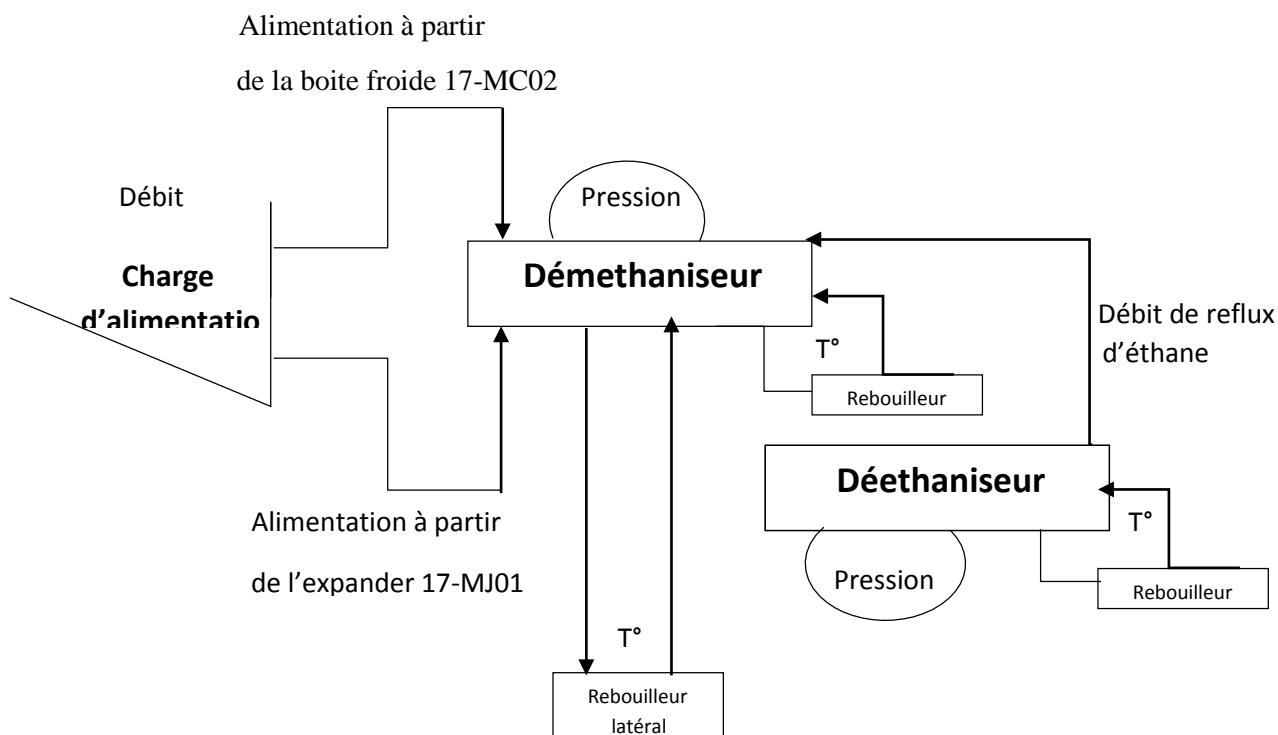 Alimentation à partir
de la boite froide 17-MC02
Débit
Pression
Charge
d'alimentatio
Démethaniseur
Débit de reflux
d'éthane
T°
Rebouilleur
Déethaniseur
Alimentation à partir
de l'expander 17-MJ01
T°
Pression
Rebouilleur
T°
Rebouilleur
latéral